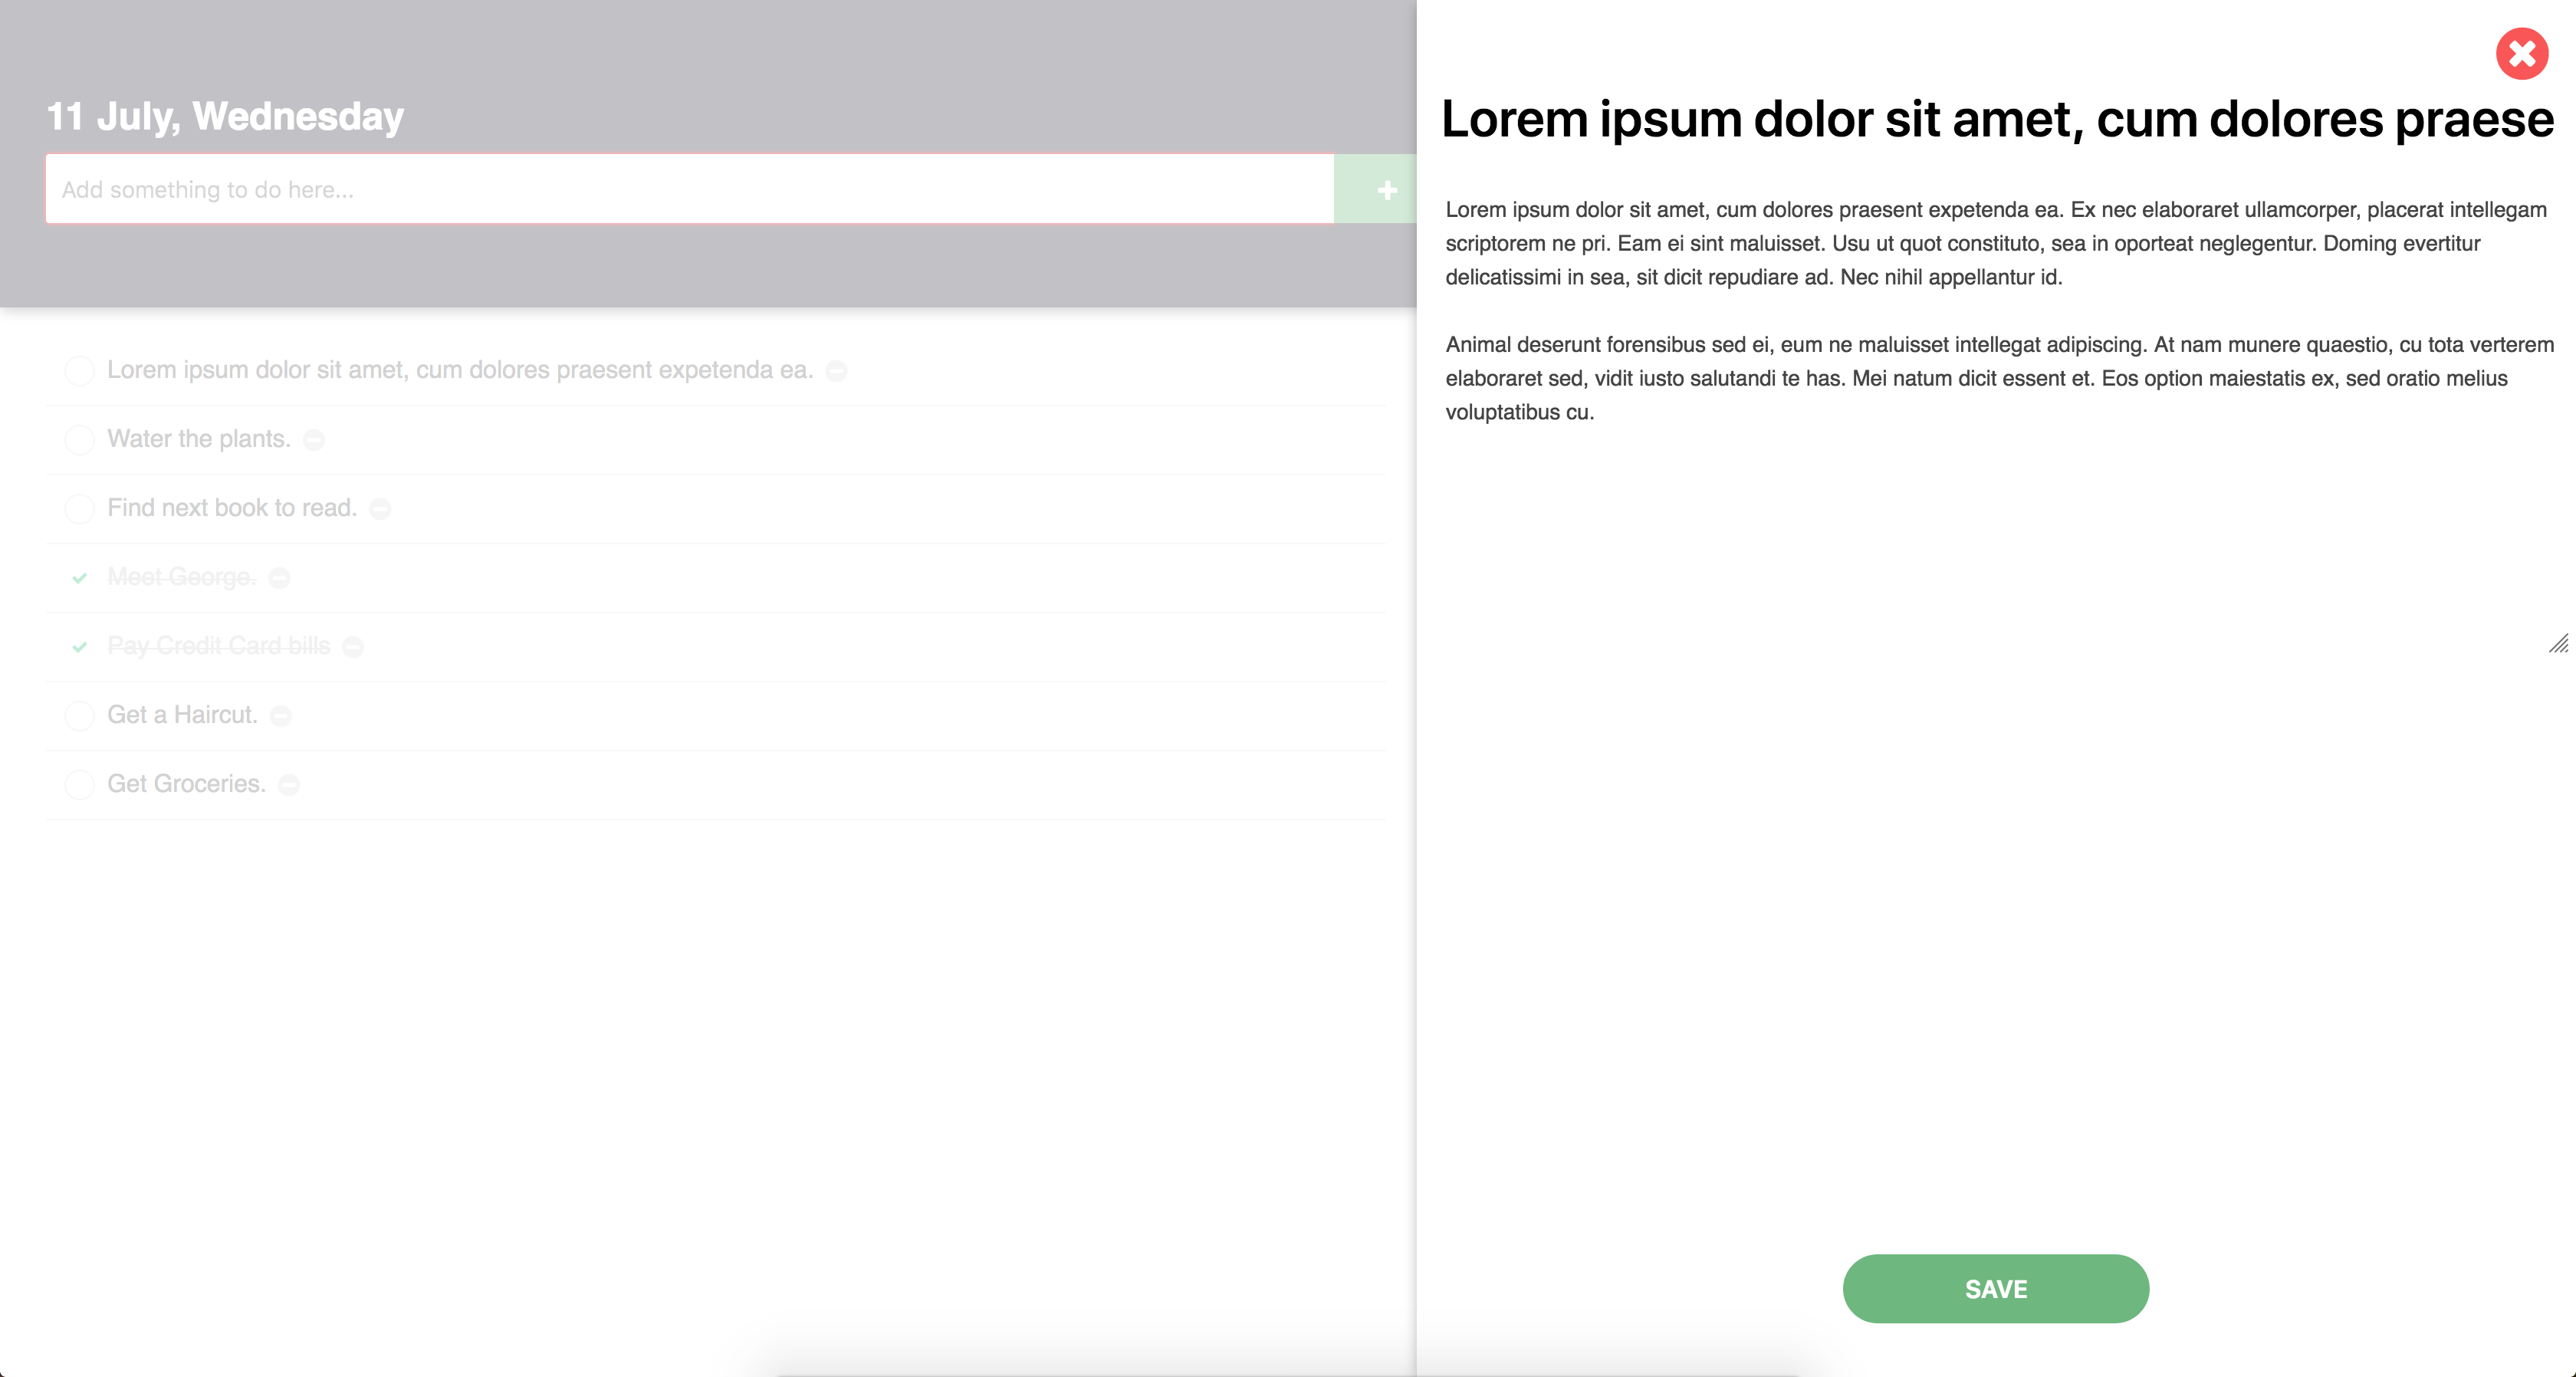 11 July, Wednesday
Add something to do here...
Lorem ipsum dolor sit amet, cum dolores praesent expetenda ea.
Water the plants.
Find next book to read.
Meet George.
Pay Credit Card bills
Get a Haircut.
Get Groceries.
Lorem ipsum dolor sit amet, cum dolores praese
Lorem ipsum dolor sit amet, cum dolores praesent expetenda ea. Ex nec elaboraret ullamcorper, placerat intellegam
scriptorem ne pri. Eam ei sint maluisset. Usu ut quot constituto, sea in oporteat neglegentur. Doming evertitur
delicatissimi in sea, sit dicit repudiare ad. Nec nihil appellantur id.
Animal deserunt forensibus sed ei, eum ne maluisset intellegat adipiscing. At nam munere quaestio, cu tota verterem
elaboraret sed, vidit iusto salutandi te has. Mei natum dicit essent et. Eos option maiestatis ex, sed oratio melius
voluptatibus cu.
SAVE